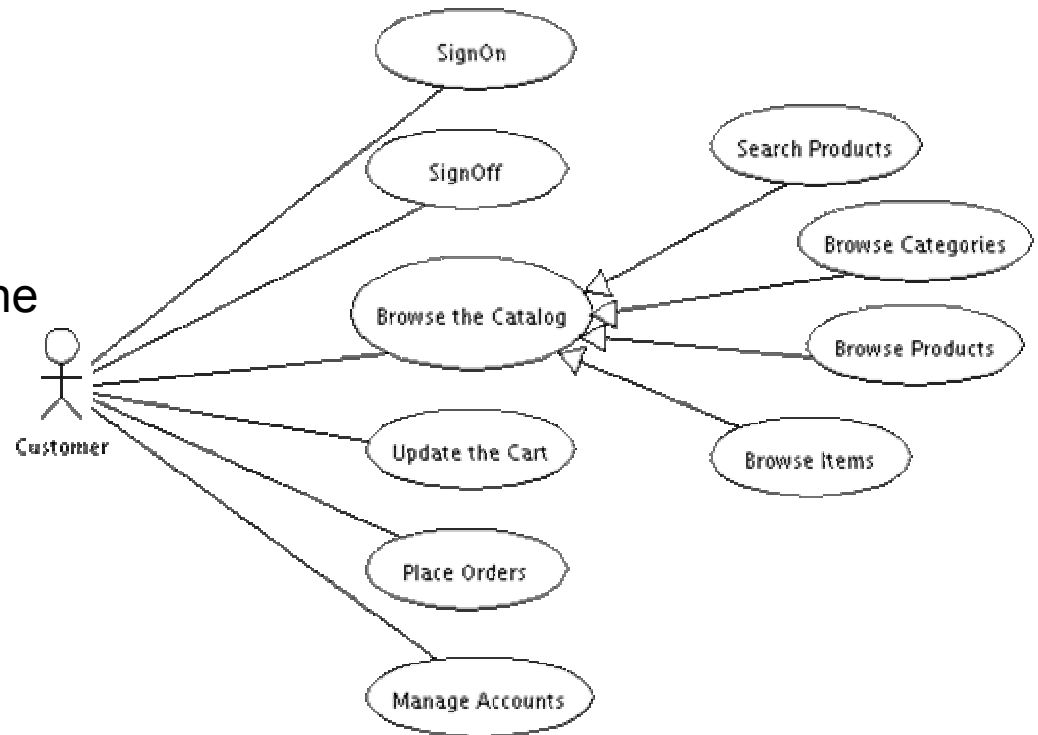 SignOn
SignOff
Search Products
Browse Categories
Browse the Catalog
Browse Products
Browse Items
Update the Cart
Place Orders
Manage Accounts
Customer